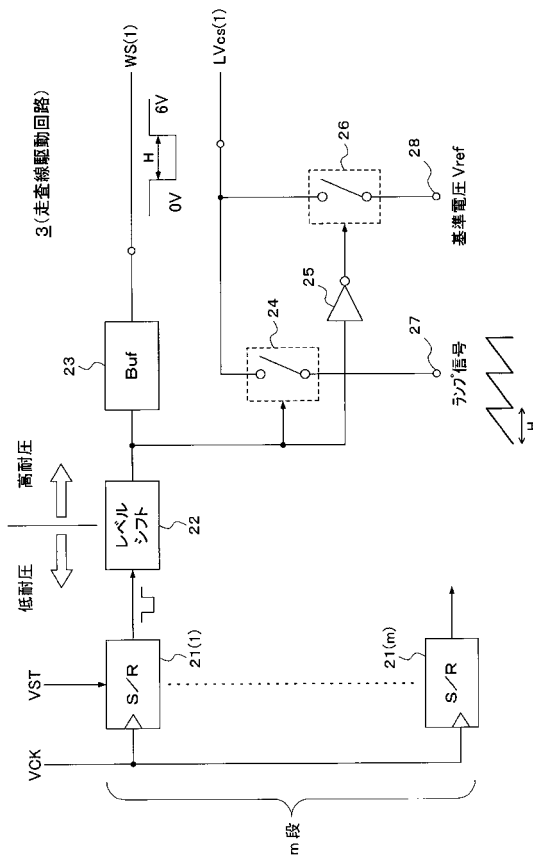 3(走査線駆動回路)
低耐圧
高耐圧
VCK
VST
S/R
21(1)
レベル
シフト
22
Buf
23
WS(1)
0V
H
6V
LVcs(1)
24
25
26
27
ランプ信号
H
28
基準電圧 Vref
S/R
21(m)
m段